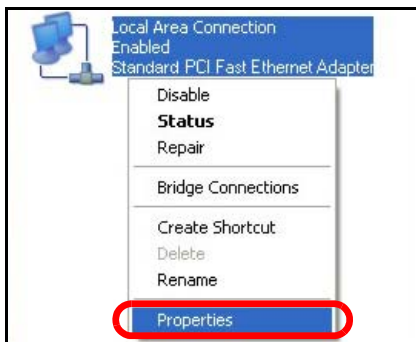 Local Area Connection
Enabled
Standard PCI Fast Ethernet Adapter
Disable
Status
Repair
Bridge Connections
Create Shortcut
Delete
Rename
Properties